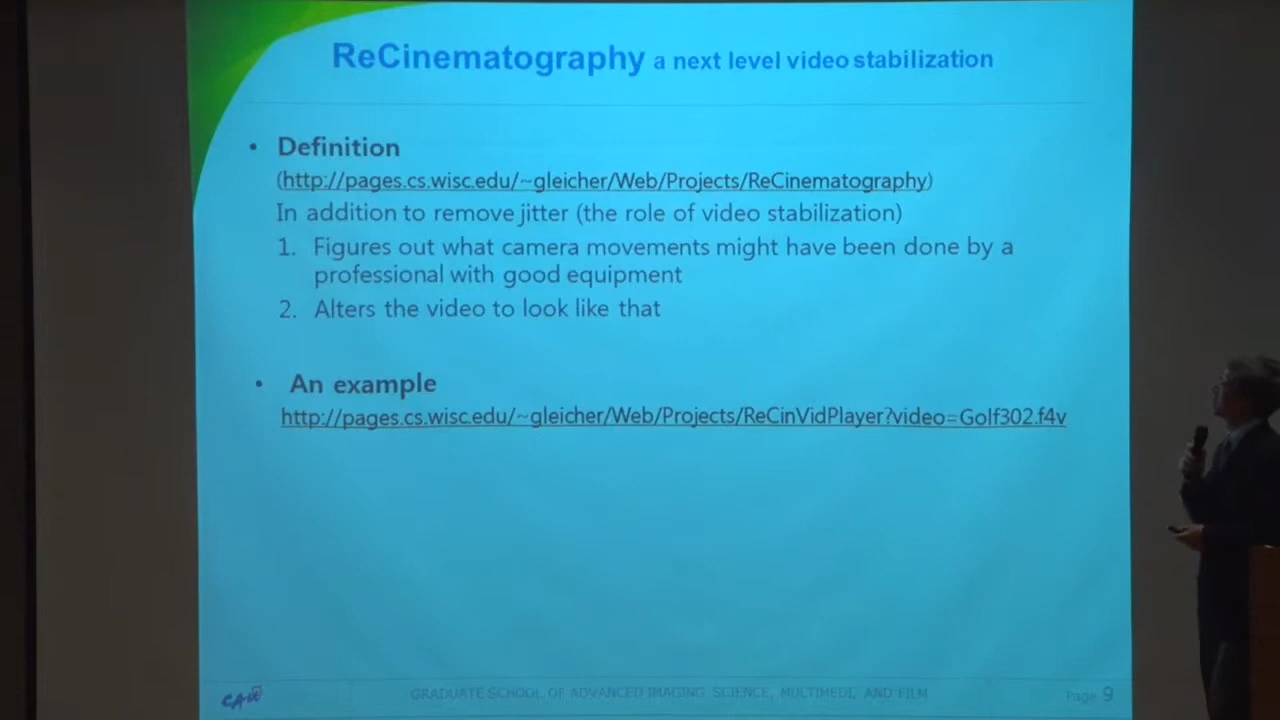 ReCinematography a next level video stabilization
• Definition
(http://pages.cs.wisc.edu/~gleicher/Web/Projects/ReCinematography)
In addition to remove jitter (the role of video stabilization)
1. Figures out what camera movements might have been done by a
professional with good equipment
2. Alters the video to look like that
• An example
http://pages.cs.wisc.edu/~gleicher/Web/Projects/ReCinVidPlayer?video=Golf302.f4v
GRADUATE SCHOOL OF ADVANCED IMAGING SCIENCE, MULTIMEDI, AND FILM
Page 9